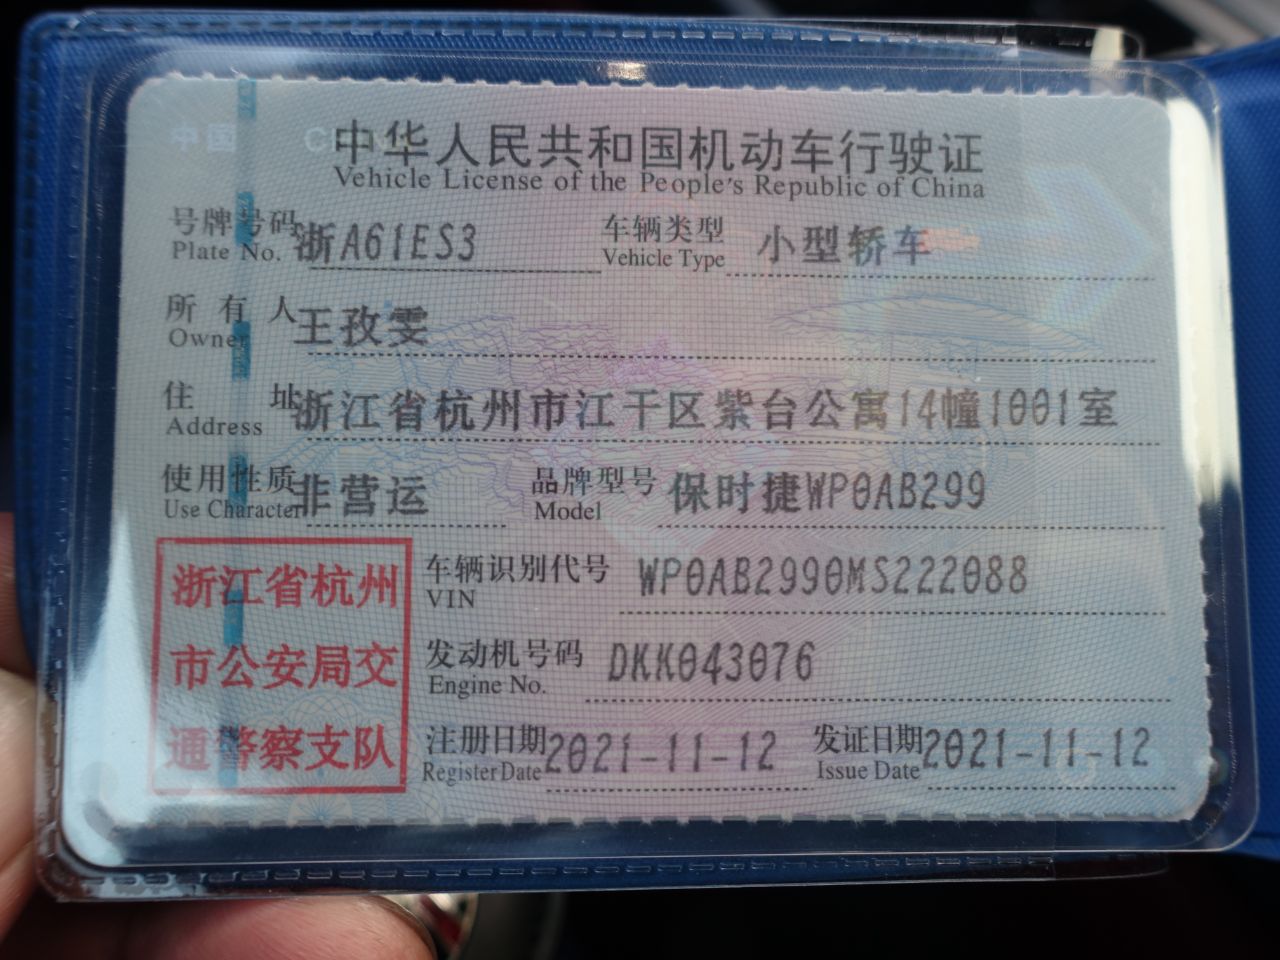 中国 CHINA
中华人民共和国机动车行驶证
Vehicle License of the People's Republic of China
号牌号码 浙A61ES3 车辆类型 小型轿车
Plate No. Vehicle Type
所有人 王孜雯
Owner
住址 浙江省杭州市江干区紫台公寓14幢1001室
Address
使用性质 非营运 品牌型号 保时捷WP0AB299
Use Character Model
浙江省杭州
市公安局交
通警察支队
车辆识别代号 WP0AB2990MS222088
VIN
发动机号码 DKK043076
Engine No.
注册日期 2021-11-12 发证日期 2021-11-12
Register Date Issue Date